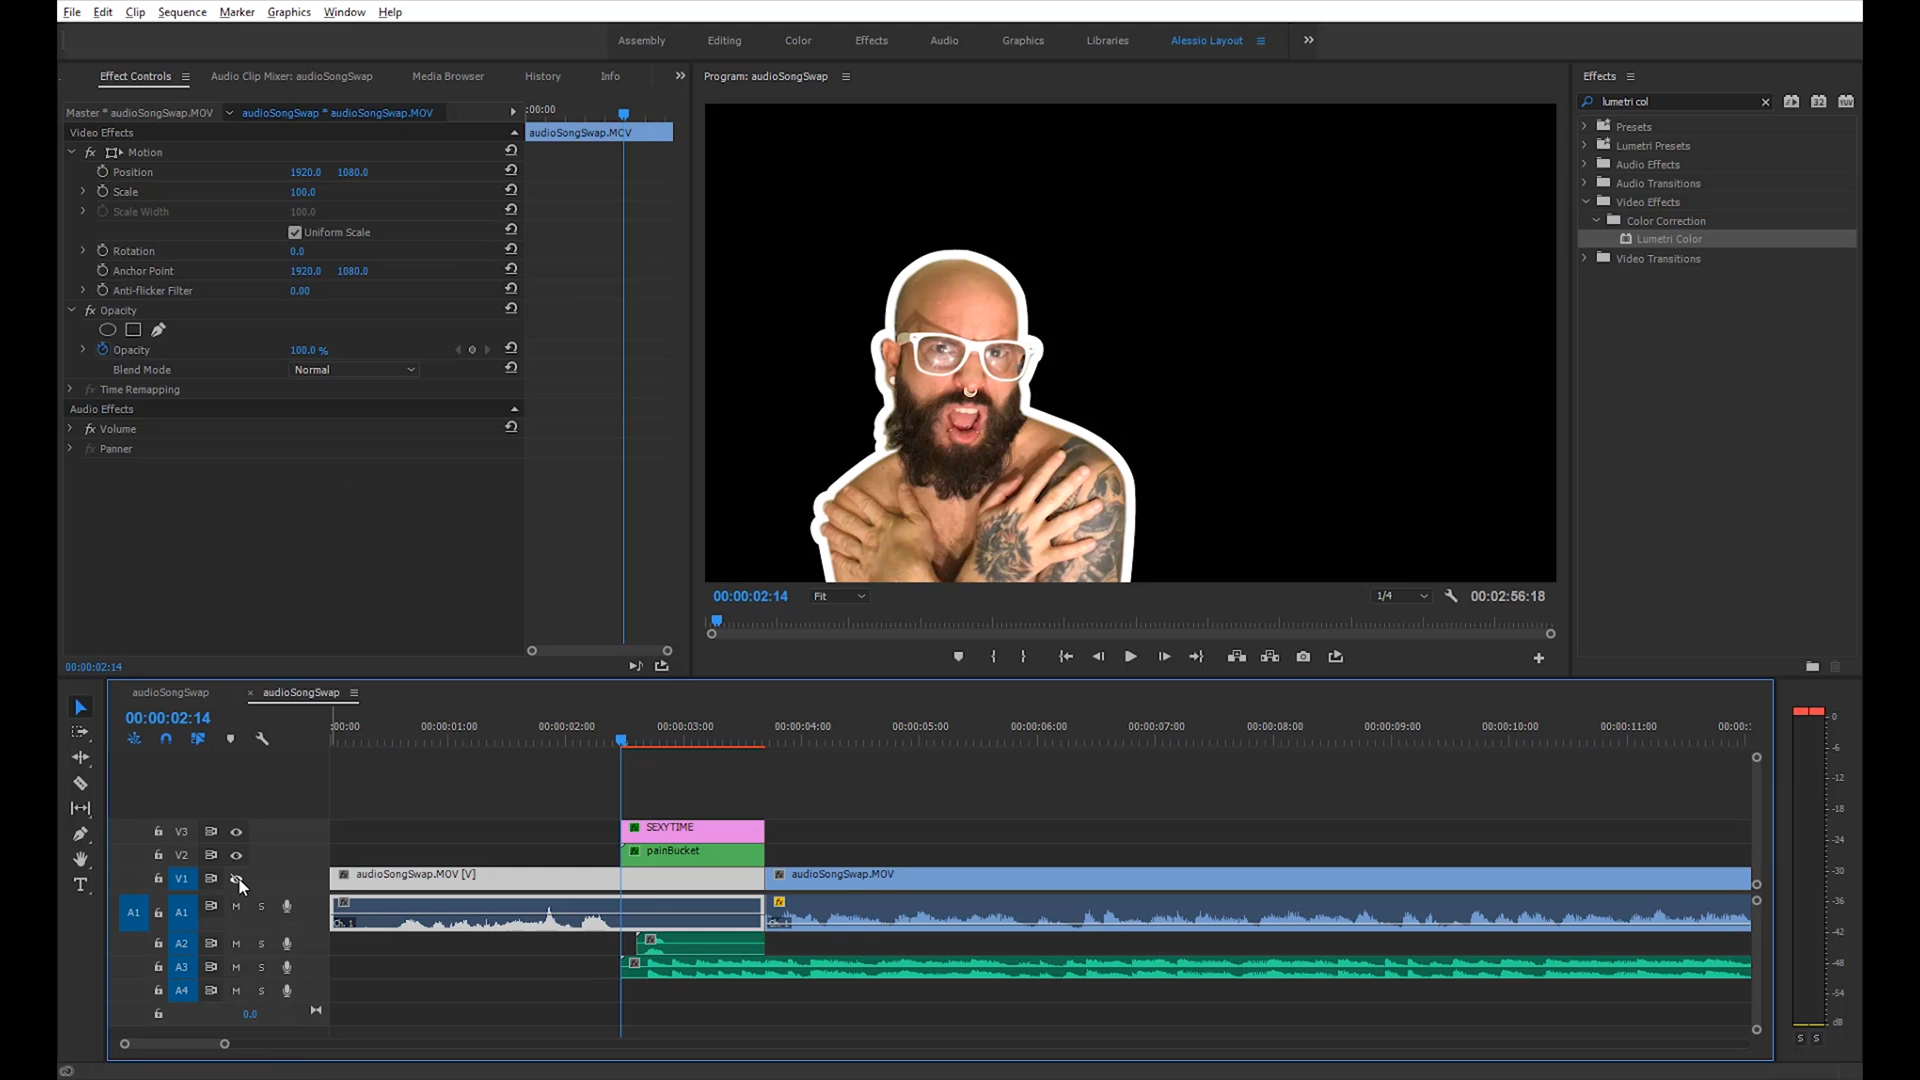 File Edit Clip Sequence Marker Graphics Window Help
Assembly Editing Color Effects Audio Graphics Libraries Alessio Layout
Effect Controls Audio Clip Mixer: audioSongSwap Media Browser History Info
Program: audioSongSwap
Effects
Master * audioSongSwap.MOV audioSongSwap * audioSongSwap.MOV
:00:00
lumetri col
32 YUV
Video Effects
audioSongSwap.MOV
fx Motion
Position 1920.0 1080.0
Scale 100.0
Scale Width 100.0
Uniform Scale
Rotation 0.0
Anchor Point 1920.0 1080.0
Anti-flicker Filter 0.00
fx Opacity
Opacity 100.0 %
Blend Mode Normal
fx Time Remapping
Audio Effects
fx Volume
fx Panner
Presets
Lumetri Presets
Audio Effects
Audio Transitions
Video Effects
Color Correction
Lumetri Color
Video Transitions
00:00:02:14 Fit 1/4 00:02:56:18
00:00:02:14
audioSongSwap audioSongSwap
00:00:02:14
:00:00 00:00:01:00 00:00:02:00 00:00:03:00 00:00:04:00 00:00:05:00 00:00:06:00 00:00:07:00 00:00:08:00 00:00:09:00 00:00:10:00 00:00:11:00 00:00:1
V3 SEXYTIME
V2 painBucket
V1 audioSongSwap.MOV [V] audioSongSwap.MOV
A1 A1 M S
Ch. 1
A2 M S
A3 M S
A4 M S
0.0
0
-6
-12
-18
-24
-30
-36
-42
-48
-54
dB
S S